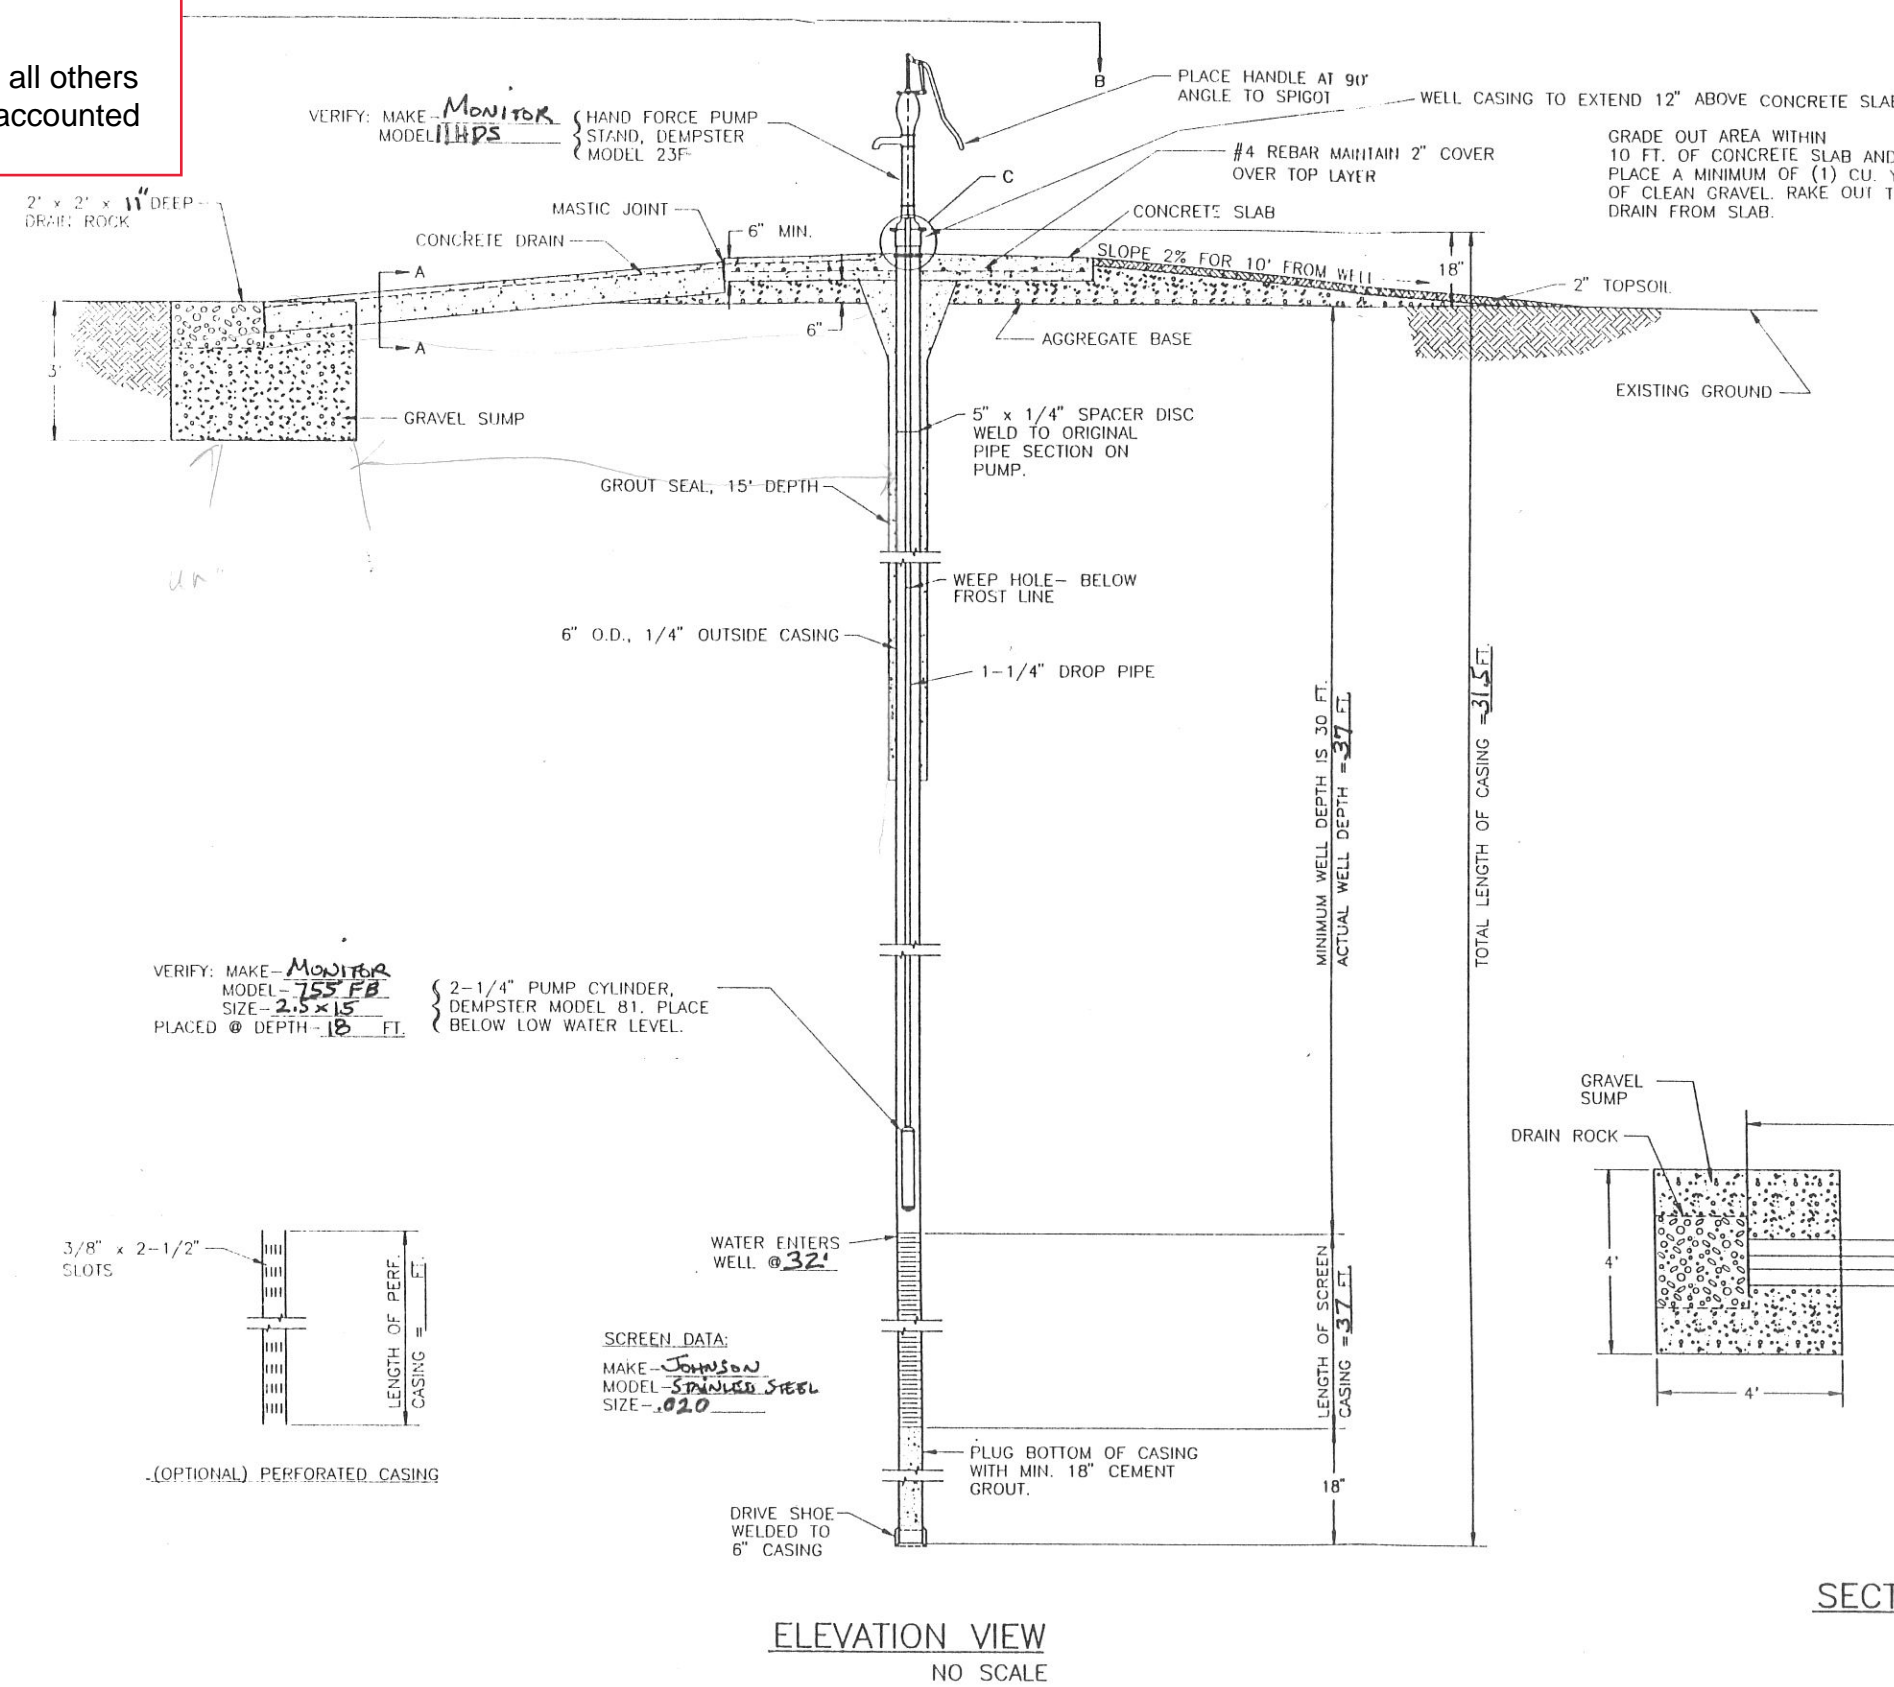 all others
accounted
B
VERIFY: MAKE- MONITOR
MODEL 11HDS
HAND FORCE PUMP
STAND, DEMPSTER
MODEL 23F
PLACE HANDLE AT 90°
ANGLE TO SPIGOT
WELL CASING TO EXTEND 12" ABOVE CONCRETE SLAB
#4 REBAR MAINTAIN 2" COVER
OVER TOP LAYER
GRADE OUT AREA WITHIN
10 FT. OF CONCRETE SLAB AND
PLACE A MINIMUM OF (1) CU. Y
OF CLEAN GRAVEL. RAKE OUT T
DRAIN FROM SLAB.
2' x 2' x 11" DEEP
DRAIN ROCK
MASTIC JOINT
C
CONCRETE SLAB
CONCRETE DRAIN
6" MIN.
SLOPE 2% FOR 10' FROM WELL
18"
2" TOPSOIL
A
A
6"
AGGREGATE BASE
3'
EXISTING GROUND
GRAVEL SUMP
5" x 1/4" SPACER DISC
WELD TO ORIGINAL
PIPE SECTION ON
PUMP.
GROUT SEAL, 15' DEPTH
WEEP HOLE- BELOW
FROST LINE
6" O.D., 1/4" OUTSIDE CASING
1-1/4" DROP PIPE
MINIMUM WELL DEPTH IS 30 FT.
ACTUAL WELL DEPTH = 37 FT.
TOTAL LENGTH OF CASING = 31.5 FT.
VERIFY: MAKE- MONITOR
MODEL- 755 FB
SIZE- 2.5 x 15
PLACED @ DEPTH- 18 FT.
2-1/4" PUMP CYLINDER,
DEMPSTER MODEL 81. PLACE
BELOW LOW WATER LEVEL.
GRAVEL
SUMP
DRAIN ROCK
4'
4'
3/8" x 2-1/2"
SLOTS
LENGTH OF PERF.
CASING = FT.
WATER ENTERS
WELL @ 32'
LENGTH OF SCREEN
CASING = 37 FT.
SCREEN DATA:
MAKE- JOHNSON
MODEL- STAINLESS STEEL
SIZE- .020
(OPTIONAL) PERFORATED CASING
PLUG BOTTOM OF CASING
WITH MIN. 18" CEMENT
GROUT.
18"
DRIVE SHOE
WELDED TO
6" CASING
SECT
ELEVATION VIEW
NO SCALE